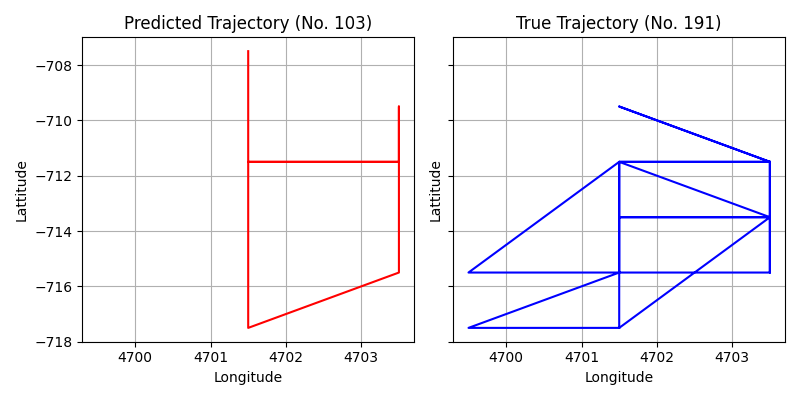 Predicted Trajectory (No. 103)
True Trajectory (No. 191)
−708
−710
−712
−714
−716
−718
Lattitude
Lattitude
4700 4701 4702 4703
4700 4701 4702 4703
Longitude
Longitude